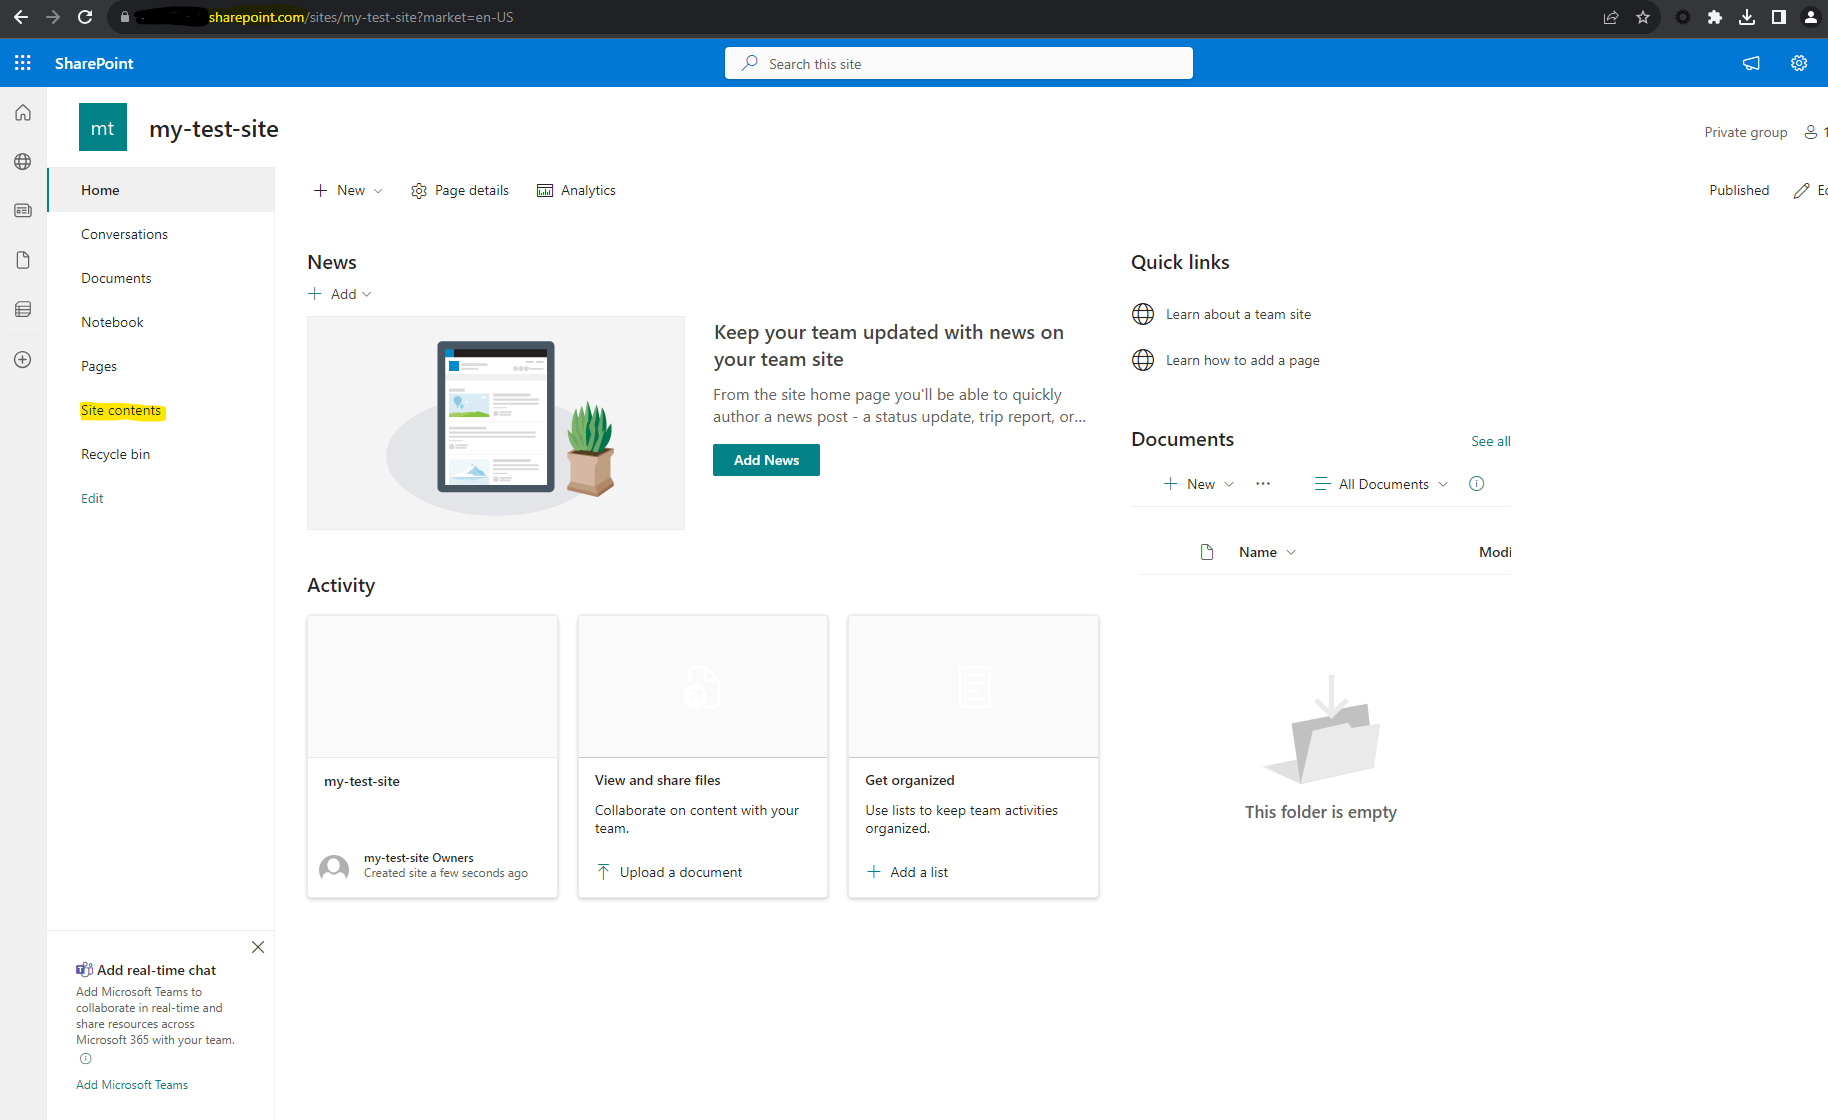 sharepoint.com/sites/my-test-site?market=en-US
SharePoint
Search this site
mt
my-test-site
Private group
1
Home
Conversations
Documents
Notebook
Pages
Site contents
Recycle bin
Edit
New
Page details
Analytics
Published
Ed
News
Add
Keep your team updated with news on
your team site
From the site home page you'll be able to quickly
author a news post - a status update, trip report, or...
Add News
Quick links
Learn about a team site
Learn how to add a page
Documents
See all
New
All Documents
Name
Modi
This folder is empty
Activity
my-test-site
my-test-site Owners
Created site a few seconds ago
View and share files
Collaborate on content with your
team.
Upload a document
Get organized
Use lists to keep team activities
organized.
Add a list
Add real-time chat
Add Microsoft Teams to
collaborate in real-time and
share resources across
Microsoft 365 with your team.
Add Microsoft Teams